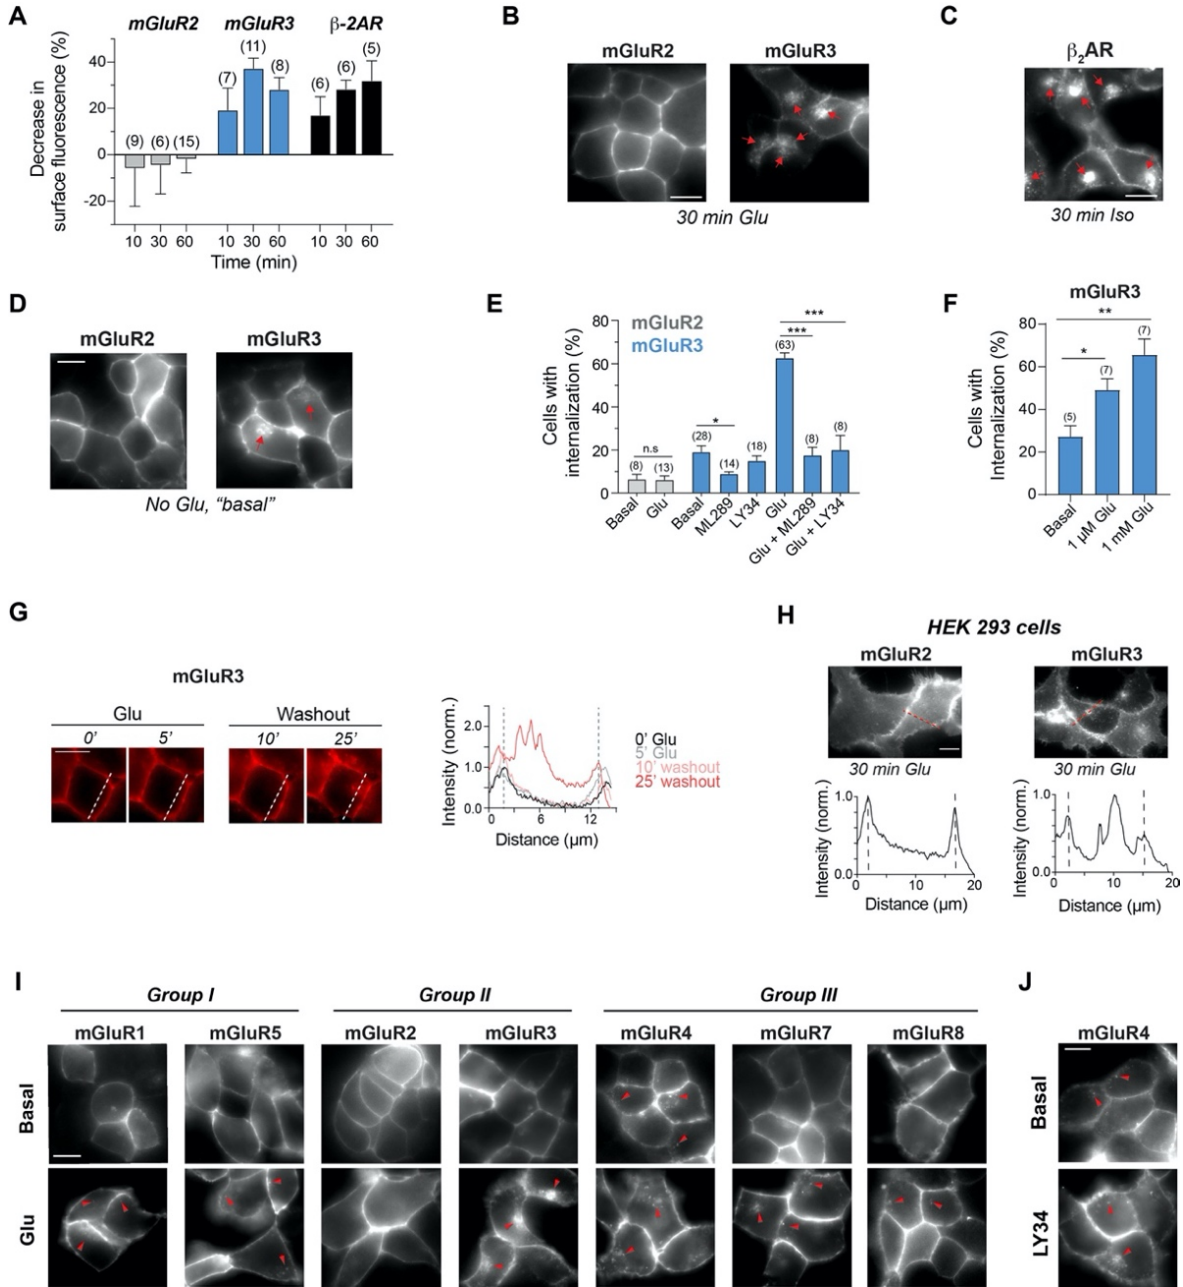 A
mGluR2 mGluR3 β-2AR
Decrease in
surface fluorescence (%)
40
20
0
-20
(9) (6) (15) (7) (11) (8) (6) (6) (5)
10 30 60 10 30 60 10 30 60
Time (min)
B
mGluR2 mGluR3
30 min Glu
C
β2AR
30 min Iso
D
mGluR2 mGluR3
No Glu, “basal”
E
mGluR2
mGluR3
Cells with
internalization (%)
80
60
40
20
0
n.s
*
***
***
(8) (13) (28) (14) (18) (63) (8) (8)
Basal
Glu
Basal
ML289
LY34
Glu
Glu + ML289
Glu + LY34
F
mGluR3
Cells with
Internalization (%)
80
60
40
20
0
**
*
(5) (7) (7)
Basal
1 µM Glu
1 mM Glu
G
mGluR3
Glu Washout
0’ 5’ 10’ 25’
Intensity (norm.)
2.0
1.0
0.0
0 6 12
Distance (µm)
0’ Glu
5’ Glu
10’ washout
25’ washout
H
HEK 293 cells
mGluR2 mGluR3
30 min Glu 30 min Glu
Intensity (norm.)
1.0
0.0
0 10 20
Distance (µm)
Intensity (norm.)
1.0
0.0
0 10 20
Distance (µm)
I
Group I Group II Group III
mGluR1 mGluR5 mGluR2 mGluR3 mGluR4 mGluR7 mGluR8
Basal
Glu
J
mGluR4
Basal
LY34